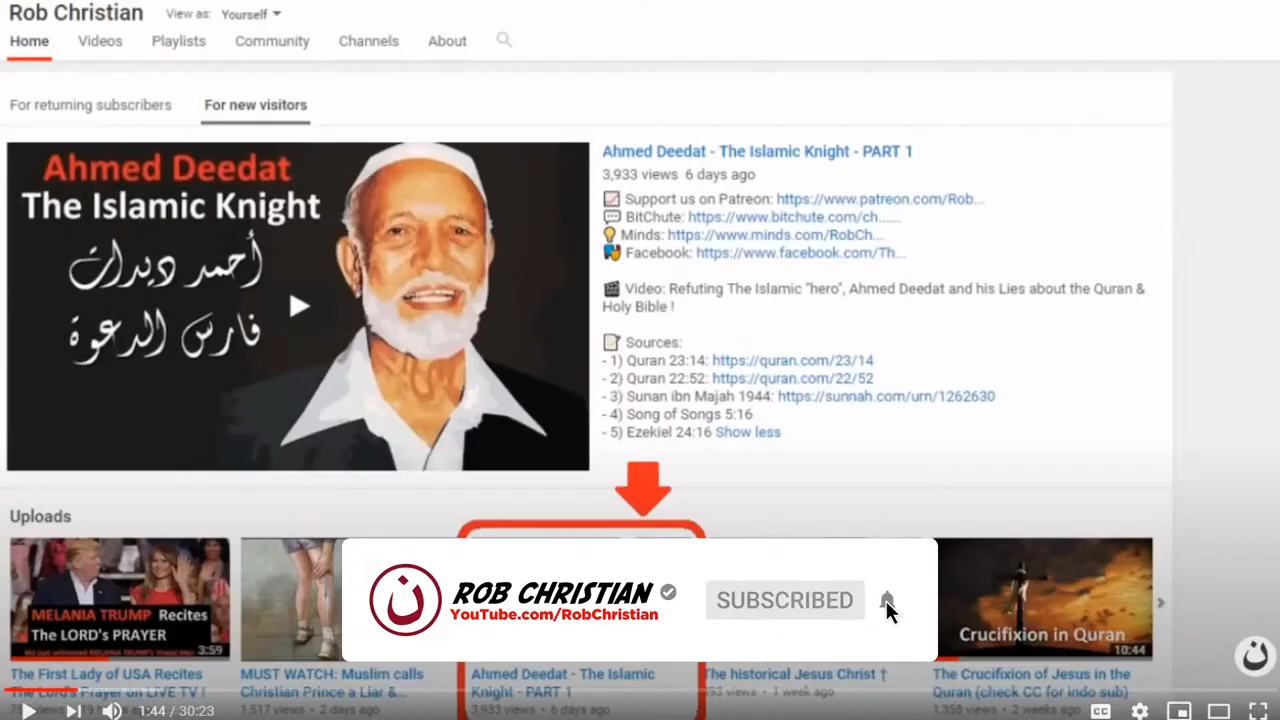 Rob Christian
View as: Yourself
Home Videos Playlists Community Channels About
For returning subscribers For new visitors
Ahmed Deedat
The Islamic Knight
أحمد ديدات
فارس الدعوة
Ahmed Deedat - The Islamic Knight - PART 1
3,933 views 6 days ago
Support us on Patreon: https://www.patreon.com/Rob...
BitChute: https://www.bitchute.com/ch......
Minds: https://www.minds.com/RobCh...
Facebook: https://www.facebook.com/Th...
Video: Refuting The Islamic "hero", Ahmed Deedat and his Lies about the Quran &
Holy Bible !
Sources:
- 1) Quran 23:14: https://quran.com/23/14
- 2) Quran 22:52: https://quran.com/22/52
- 3) Sunan ibn Majah 1944: https://sunnah.com/urn/1262630
- 4) Song of Songs 5:16
- 5) Ezekiel 24:16 Show less
Uploads
MELANIA TRUMP Recites
The LORD's PRAYER
3:59
ن ROB CHRISTIAN
YouTube.com/RobChristian
SUBSCRIBED
Crucifixion in Quran
10:44
ن
The First Lady of USA Recites
The Lord's Prayer on LIVE TV !
MUST WATCH: Muslim calls
Christian Prince a Liar &...
1.517 views • 2 days ago
Ahmed Deedat - The Islamic
Knight - PART 1
3,933 views • 6 days ago
The historical Jesus Christ †
views • 1 week ago
The Crucifixion of Jesus in the
Quran (check CC for indo sub)
1.358 views • 2 weeks ago
1:44 / 30:23
CC